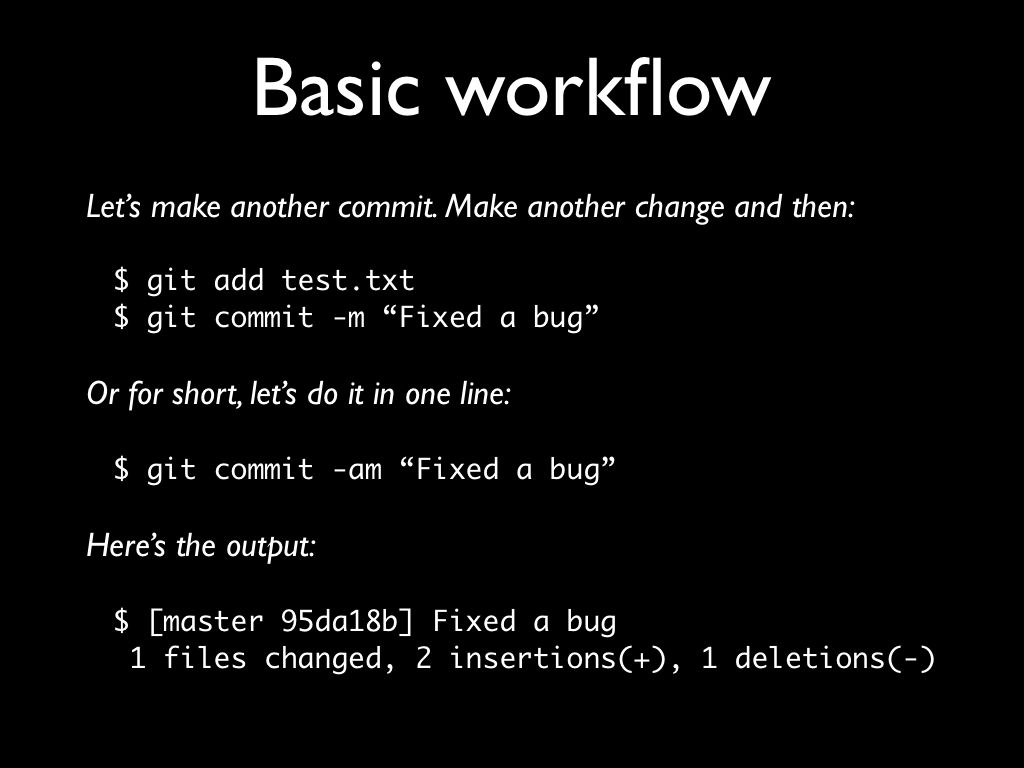 Basic workflow
Let’s make another commit. Make another change and then:
$ git add test.txt
$ git commit -m “Fixed a bug”
Or for short, let’s do it in one line:
$ git commit -am “Fixed a bug”
Here’s the output:
$ [master 95da18b] Fixed a bug
1 files changed, 2 insertions(+), 1 deletions(-)